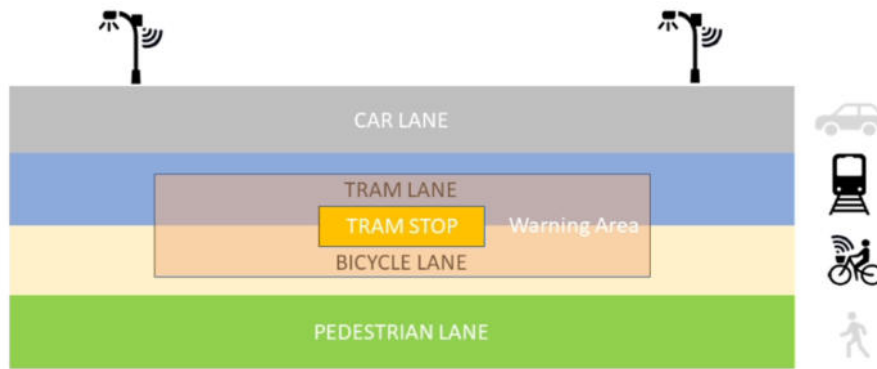 CAR LANE
TRAM LANE
TRAM STOP Warning Area
BICYCLE LANE
PEDESTRIAN LANE